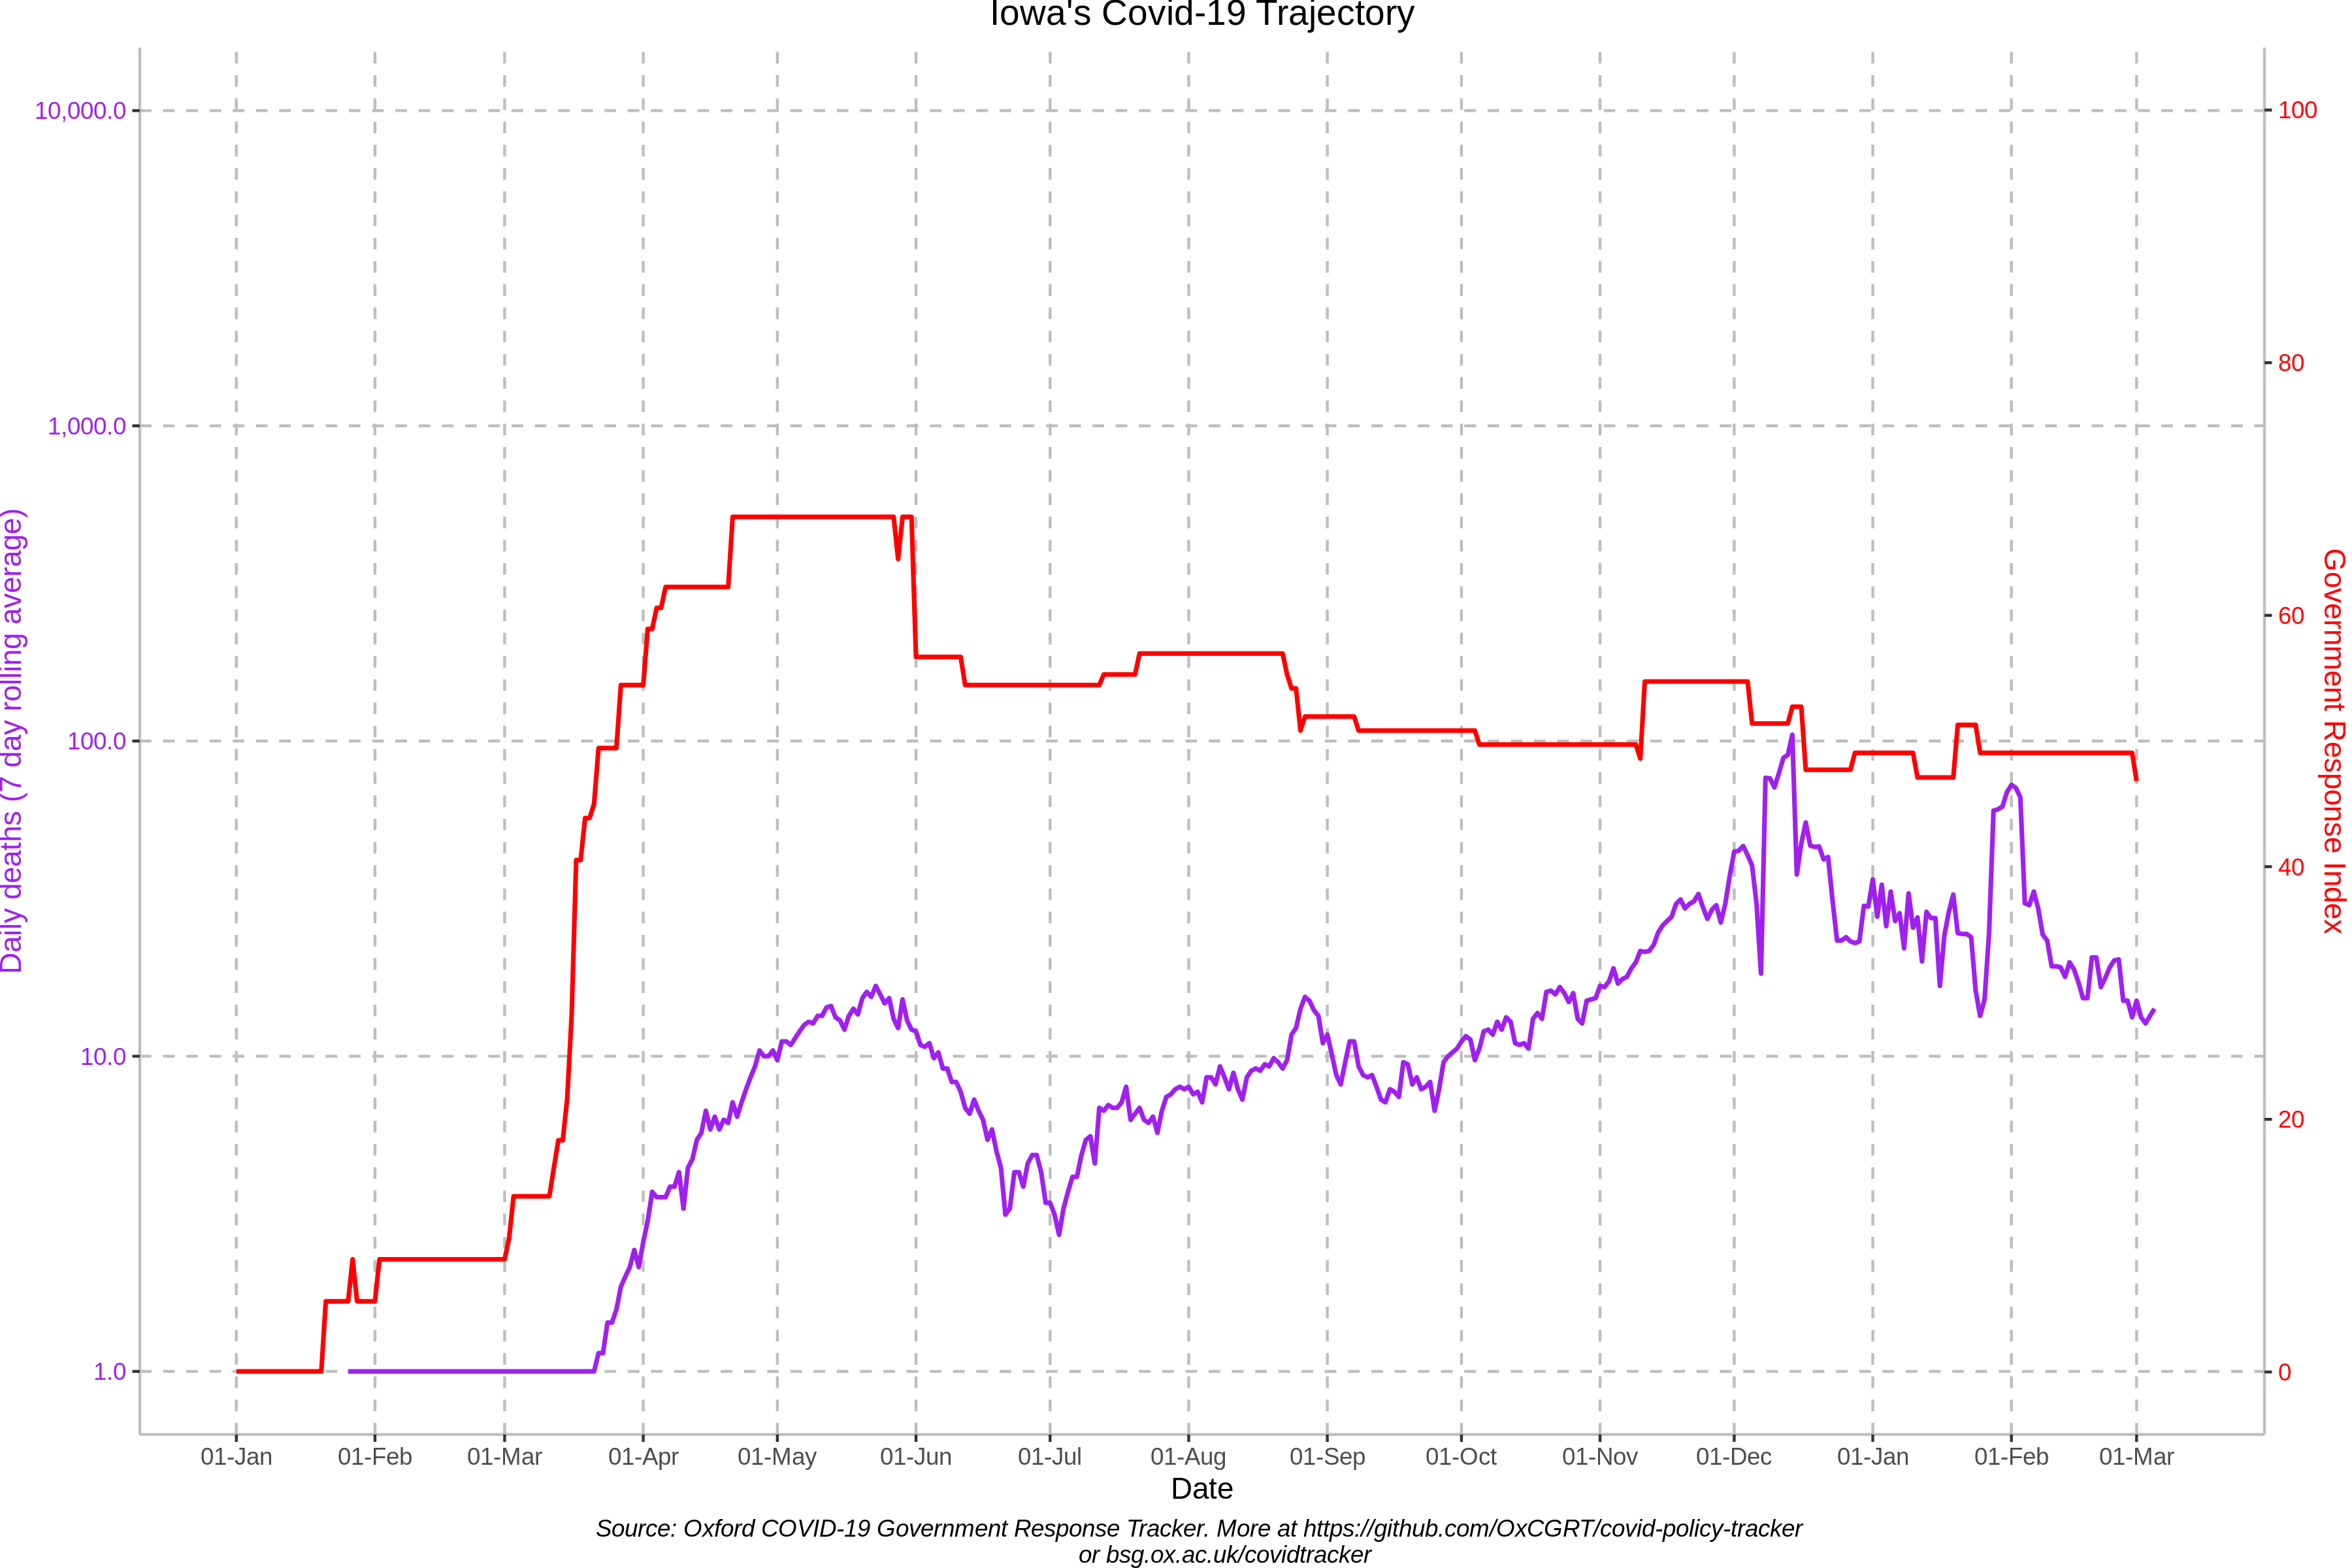 Iowa's Covid-19 Trajectory
10,000.0
1,000.0
100.0
10.0
1.0
Daily deaths (7 day rolling average)
100
80
60
40
20
0
Government Response Index
01-Jan 01-Feb 01-Mar 01-Apr 01-May 01-Jun 01-Jul 01-Aug 01-Sep 01-Oct 01-Nov 01-Dec 01-Jan 01-Feb 01-Mar
Date
Source: Oxford COVID-19 Government Response Tracker. More at https://github.com/OxCGRT/covid-policy-tracker
or bsg.ox.ac.uk/covidtracker